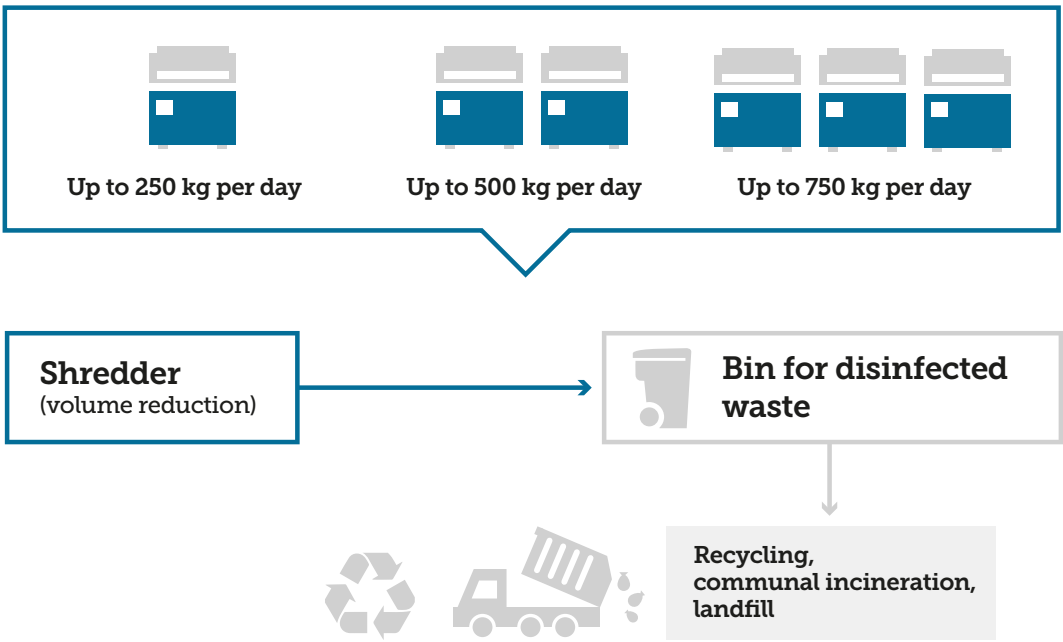 Up to 250 kg per day
Up to 500 kg per day
Up to 750 kg per day
Shredder
(volume reduction)
Bin for disinfected
waste
Recycling,
communal incineration,
landfill